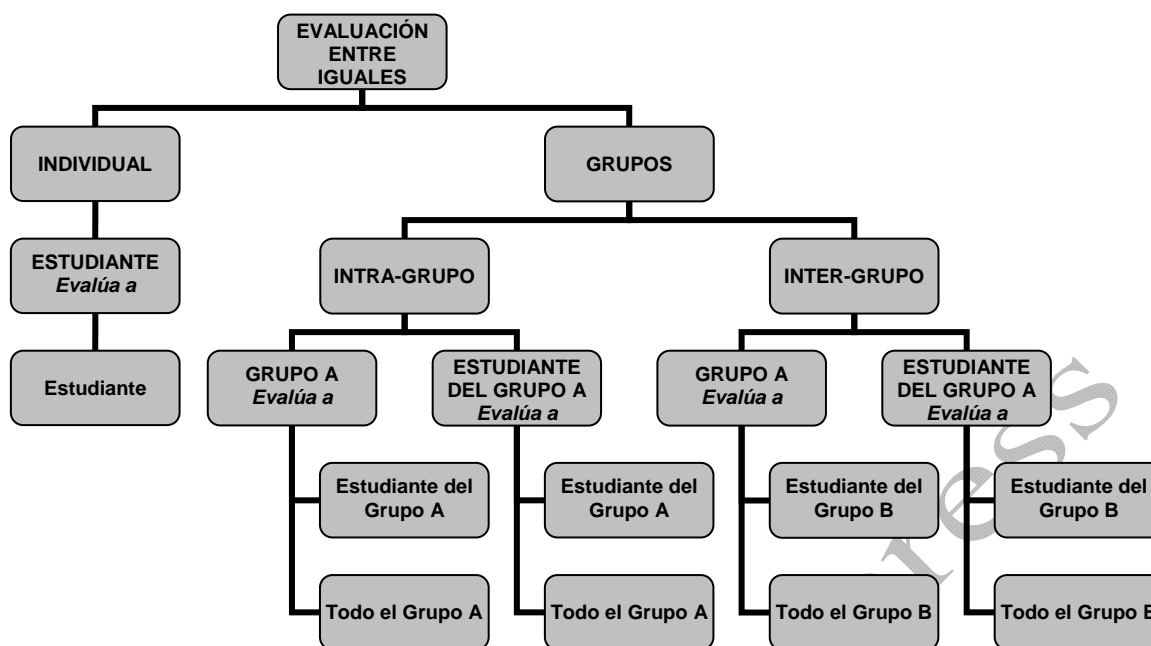 EVALUACIÓN
ENTRE
IGUALES
INDIVIDUAL
GRUPOS
ESTUDIANTE
Evalúa a
INTRA-GRUPO
INTER-GRUPO
Estudiante
GRUPO A
Evalúa a
ESTUDIANTE
DEL GRUPO A
Evalúa a
GRUPO A
Evalúa a
ESTUDIANTE
DEL GRUPO A
Evalúa a
Estudiante del
Grupo A
Estudiante del
Grupo A
Estudiante del
Grupo B
Estudiante del
Grupo B
Todo el Grupo A
Todo el Grupo A
Todo el Grupo B
Todo el Grupo B